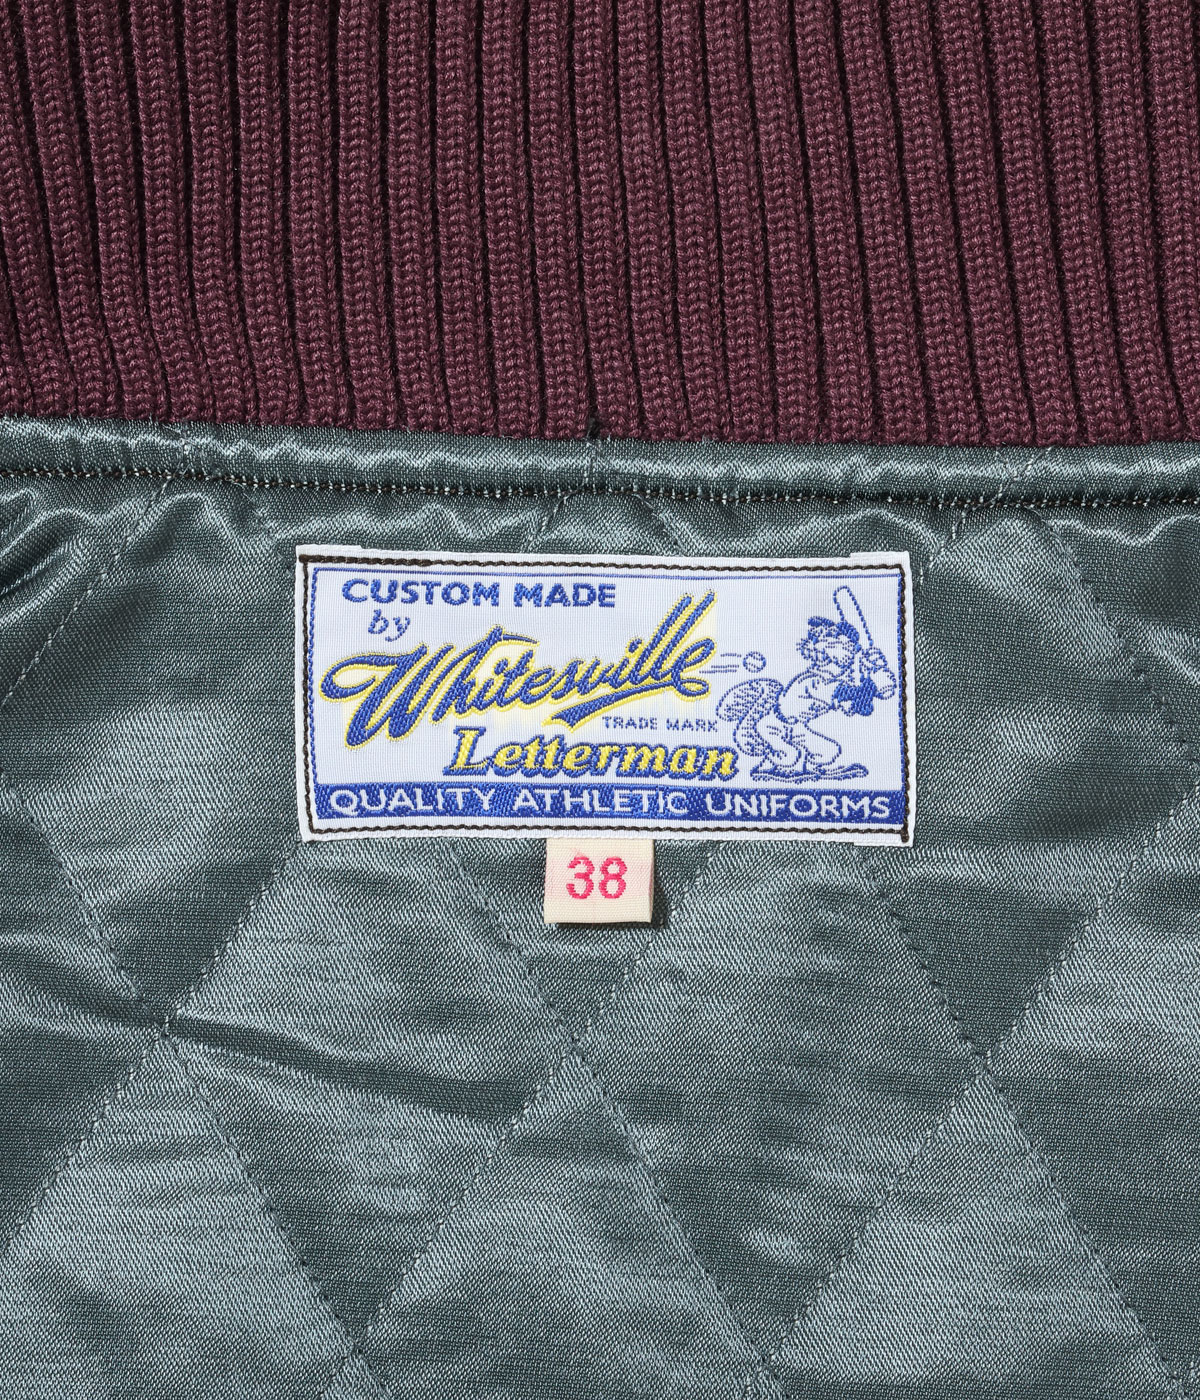 CUSTOM MADE
by
Whitesville
TRADE MARK
Letterman
QUALITY ATHLETIC UNIFORMS
38